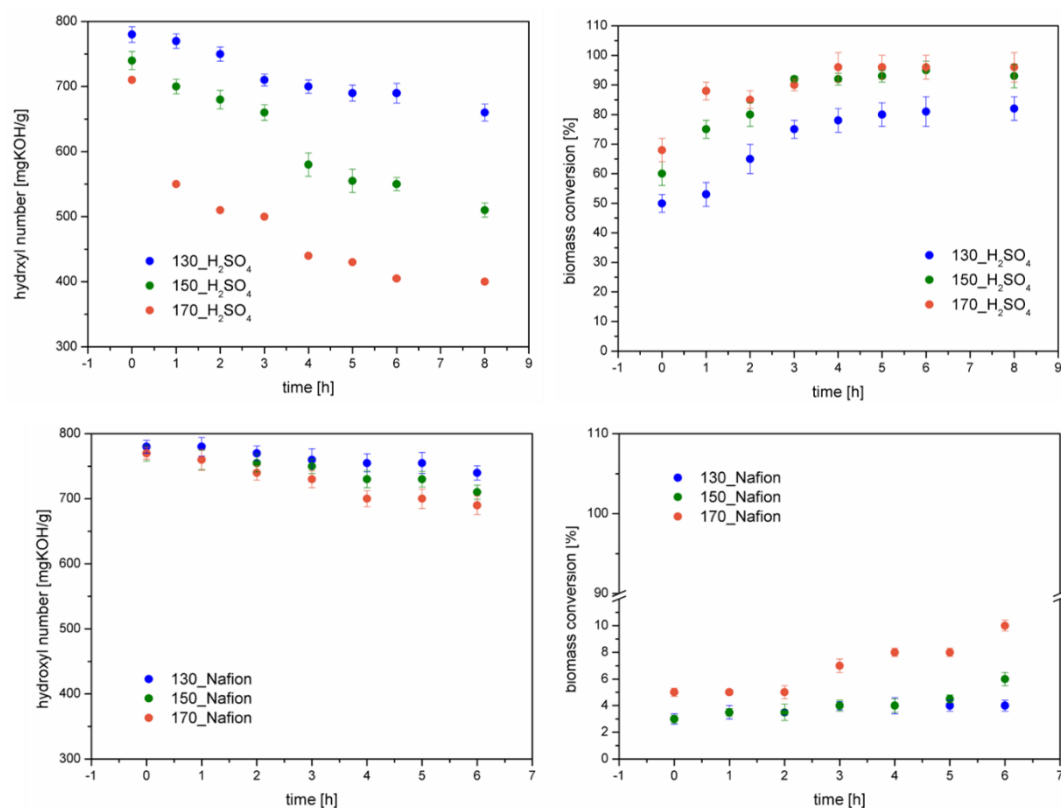 800
700
600
500
400
300
hydrxyl number [mgKOH/g]
130_H₂SO₄
150_H₂SO₄
170_H₂SO₄
-1 0 1 2 3 4 5 6 7 8 9
time [h]
110
100
90
80
70
60
50
40
30
20
10
0
biomass conversion [%]
130_H₂SO₄
150_H₂SO₄
170_H₂SO₄
-1 0 1 2 3 4 5 6 7 8 9
time [h]
800
700
600
500
400
300
hydroxyl number [mgKOH/g]
130_Nafion
150_Nafion
170_Nafion
-1 0 1 2 3 4 5 6 7
time [h]
110
100
90
10
8
6
4
2
0
biomass conversion [%]
130_Nafion
150_Nafion
170_Nafion
-1 0 1 2 3 4 5 6 7
time [h]